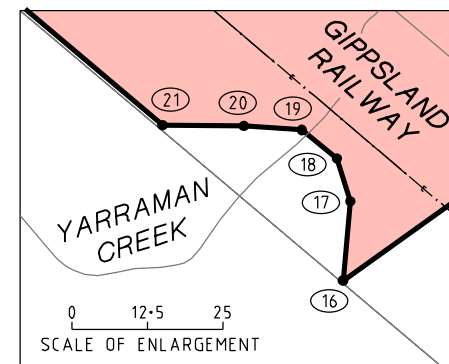 GIPPSLAND
RAILWAY
21
20
19
18
17
16
YARRAMAN
CREEK
0 12·5 25
SCALE OF ENLARGEMENT